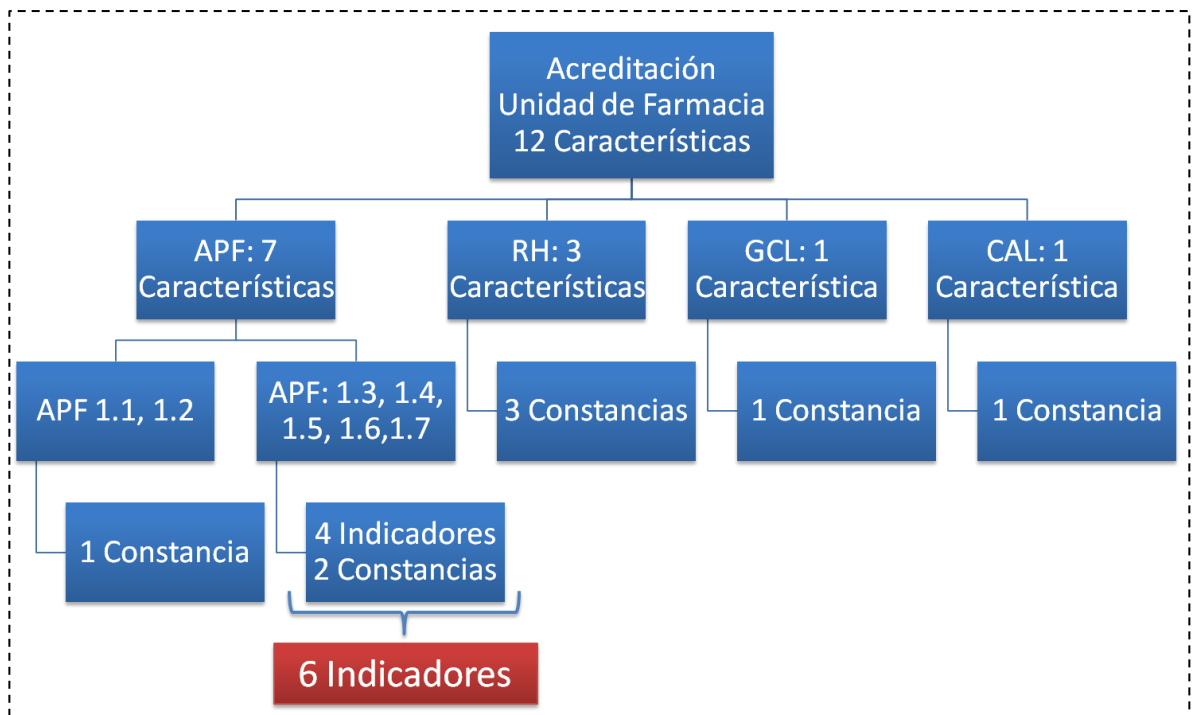 Acreditación
Unidad de Farmacia
12 Características
APF: 7
Características
RH: 3
Características
GCL: 1
Característica
CAL: 1
Característica
APF 1.1, 1.2
APF: 1.3, 1.4,
1.5, 1.6,1.7
3 Constancias
1 Constancia
1 Constancia
1 Constancia
4 Indicadores
2 Constancias
6 Indicadores